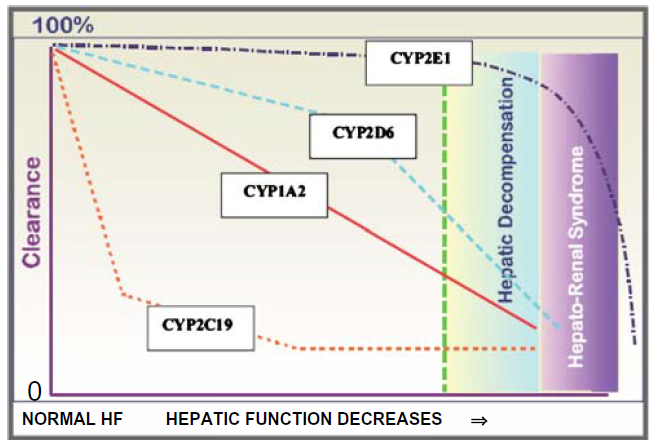 100%
CYP2E1
CYP2D6
CYP1A2
CYP2C19
Clearance
Hepatic Decompensation
Hepato-Renal Syndrome
0
NORMAL HF HEPATIC FUNCTION DECREASES ⇒